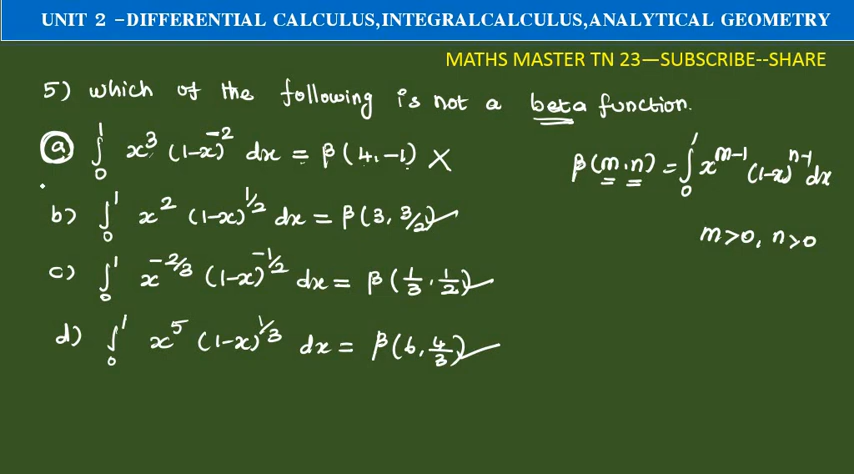 UNIT 2 –DIFFERENTIAL CALCULUS,INTEGRALCALCULUS,ANALYTICAL GEOMETRY
MATHS MASTER TN 23—SUBSCRIBE--SHARE
5) which of the following is not a beta function.
a) ∫₀¹ x³ (1-x)⁻² dx = β(4, -1) ✗
β(m,n) = ∫₀¹ x^(m-1) (1-x)^(n-1) dx
b) ∫₀¹ x² (1-x)^(1/2) dx = β(3, 3/2) ✓
m>0, n>0
c) ∫₀¹ x^(-2/3) (1-x)^(-1/2) dx = β(1/3, 1/2) ✓
d) ∫₀¹ x⁵ (1-x)^(1/3) dx = β(6, 4/3) ✓